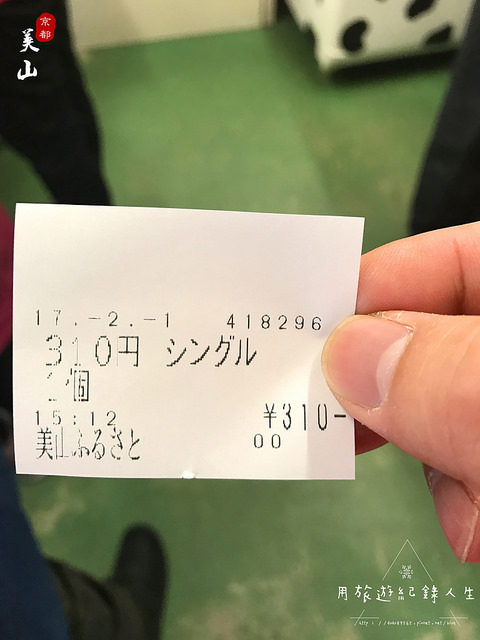 京都
美山
17.-2.-1 418296
310円 シングル
1個
15:12 ¥310-
美山ふるさと 00
用旅遊紀錄人生